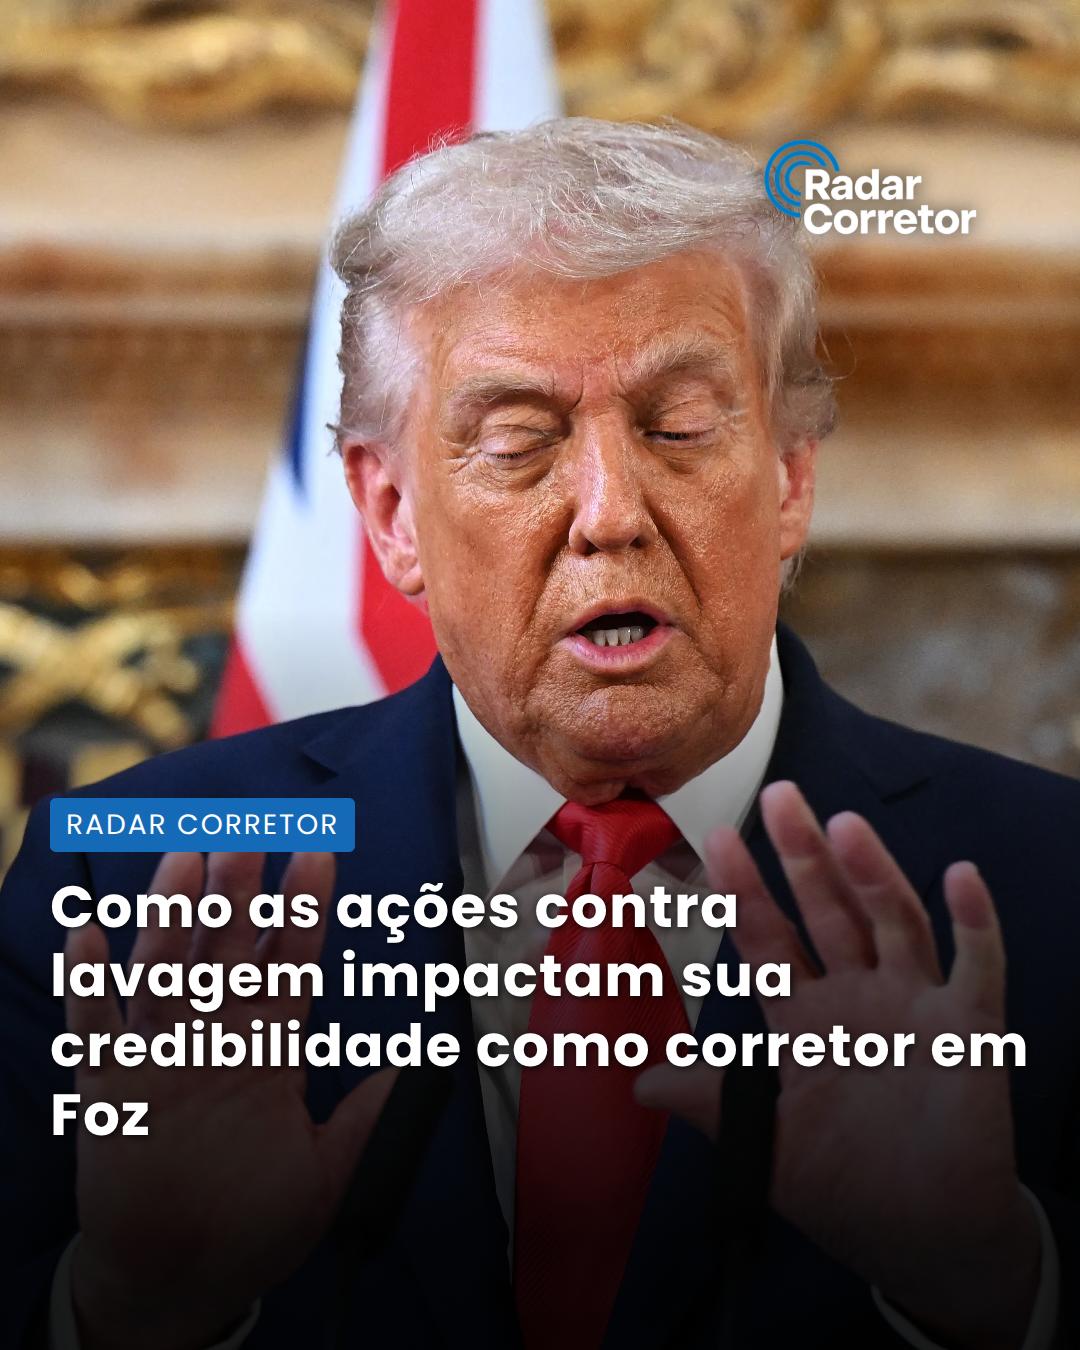 Radar
Corretor
RADAR CORRETOR
Como as ações contra
lavagem impactam sua
credibilidade como corretor em
Foz